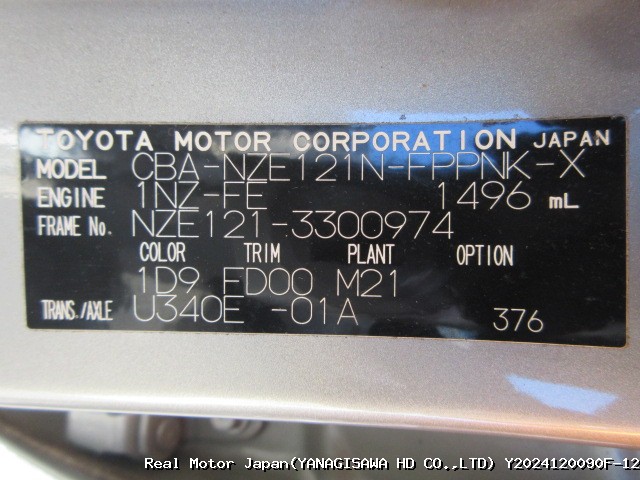 TOYOTA MOTOR CORPORATION JAPAN
MODEL CBA-NZE121N-FPPNK-X
ENGINE 1NZ-FE 1496 mL
FRAME No. NZE121-3300974
COLOR TRIM PLANT OPTION
1D9 FD00 M21
TRANS./AXLE U340E -01A 376
Real Motor Japan(YANAGISAWA HD CO.,LTD) Y2024120090F-12